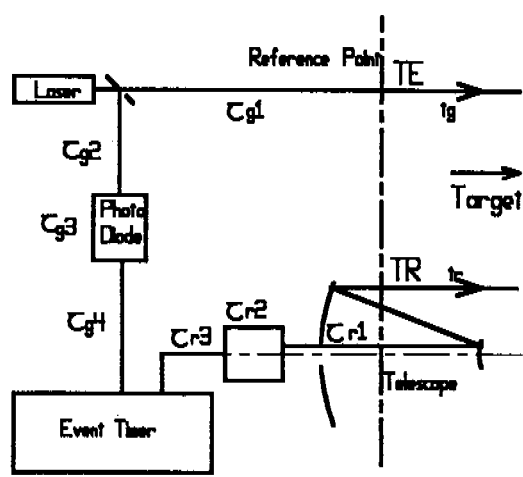 Reference Point
TE
Laser
τg1
tg
τg2
Target
Photo
Diode
τg3
TR
tr
τg4
τr2
τr3
τr1
Telescope
Event Timer